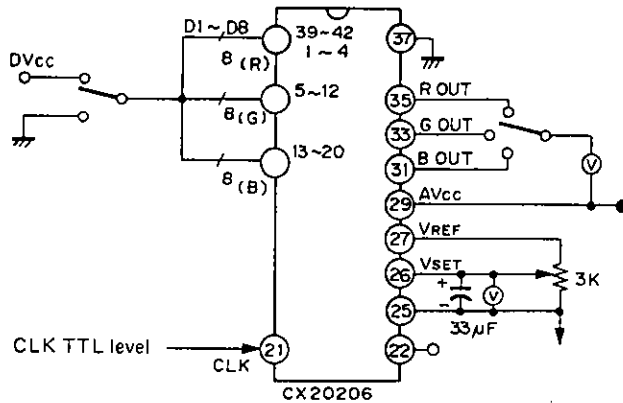 D1~D8
39~42
1~4
37
8(R)
DVcc
5~12
35
R OUT
8(G)
33
G OUT
13~20
31
B OUT
V
8(B)
29
AVcc
27
VREF
26
VSET
+
V
3K
-
25
33μF
CLK TTL level
21
22
CLK
CX20206